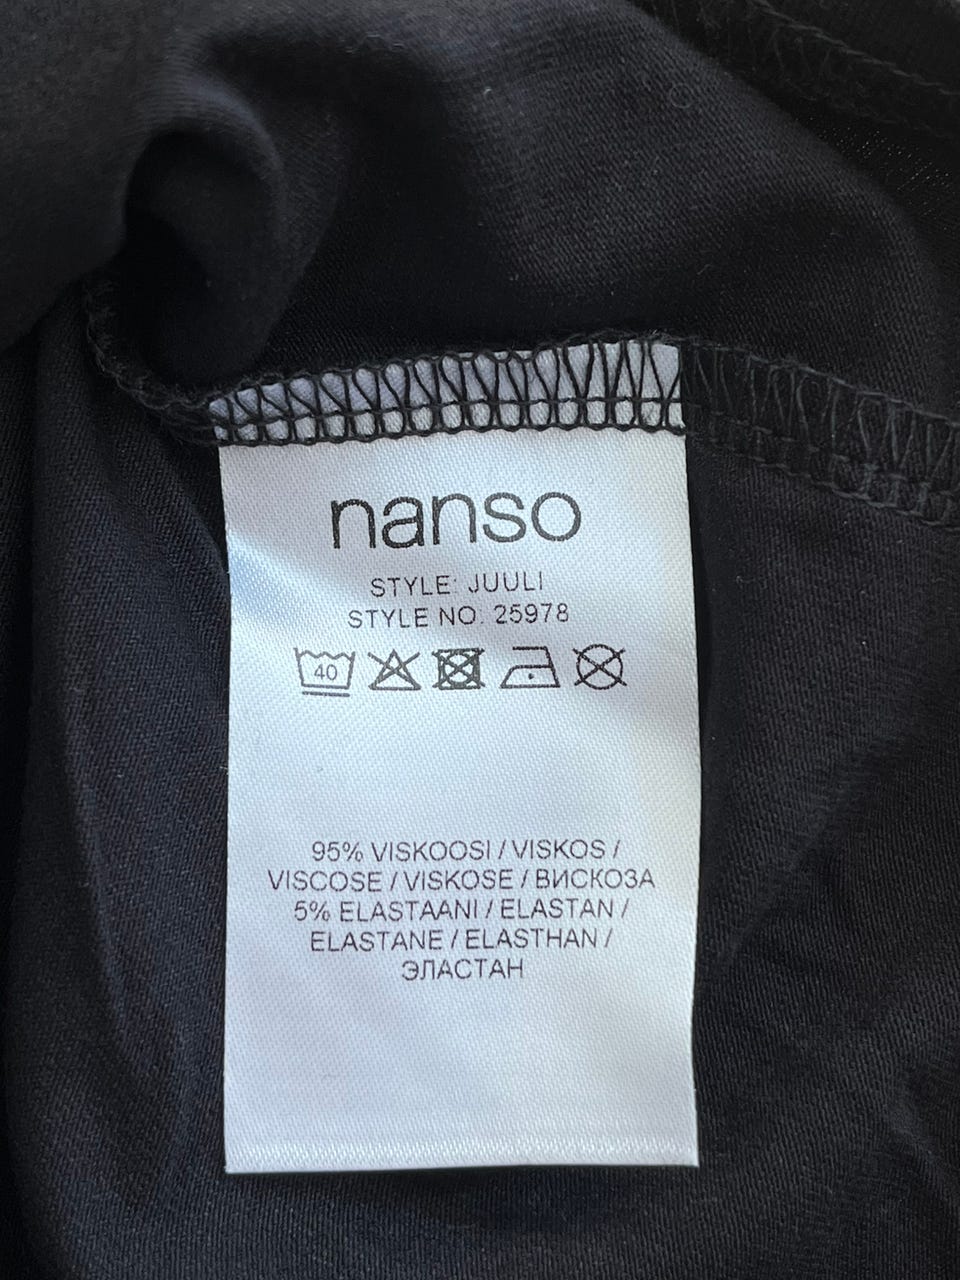 nanso
STYLE: JUULI
STYLE NO. 25978
40
95% VISKOOSI / VISKOS /
VISCOSE / VISKOSE / ВИСКОЗА
5% ELASTAANI / ELASTAN /
ELASTANE / ELASTHAN /
ЭЛАСТАН